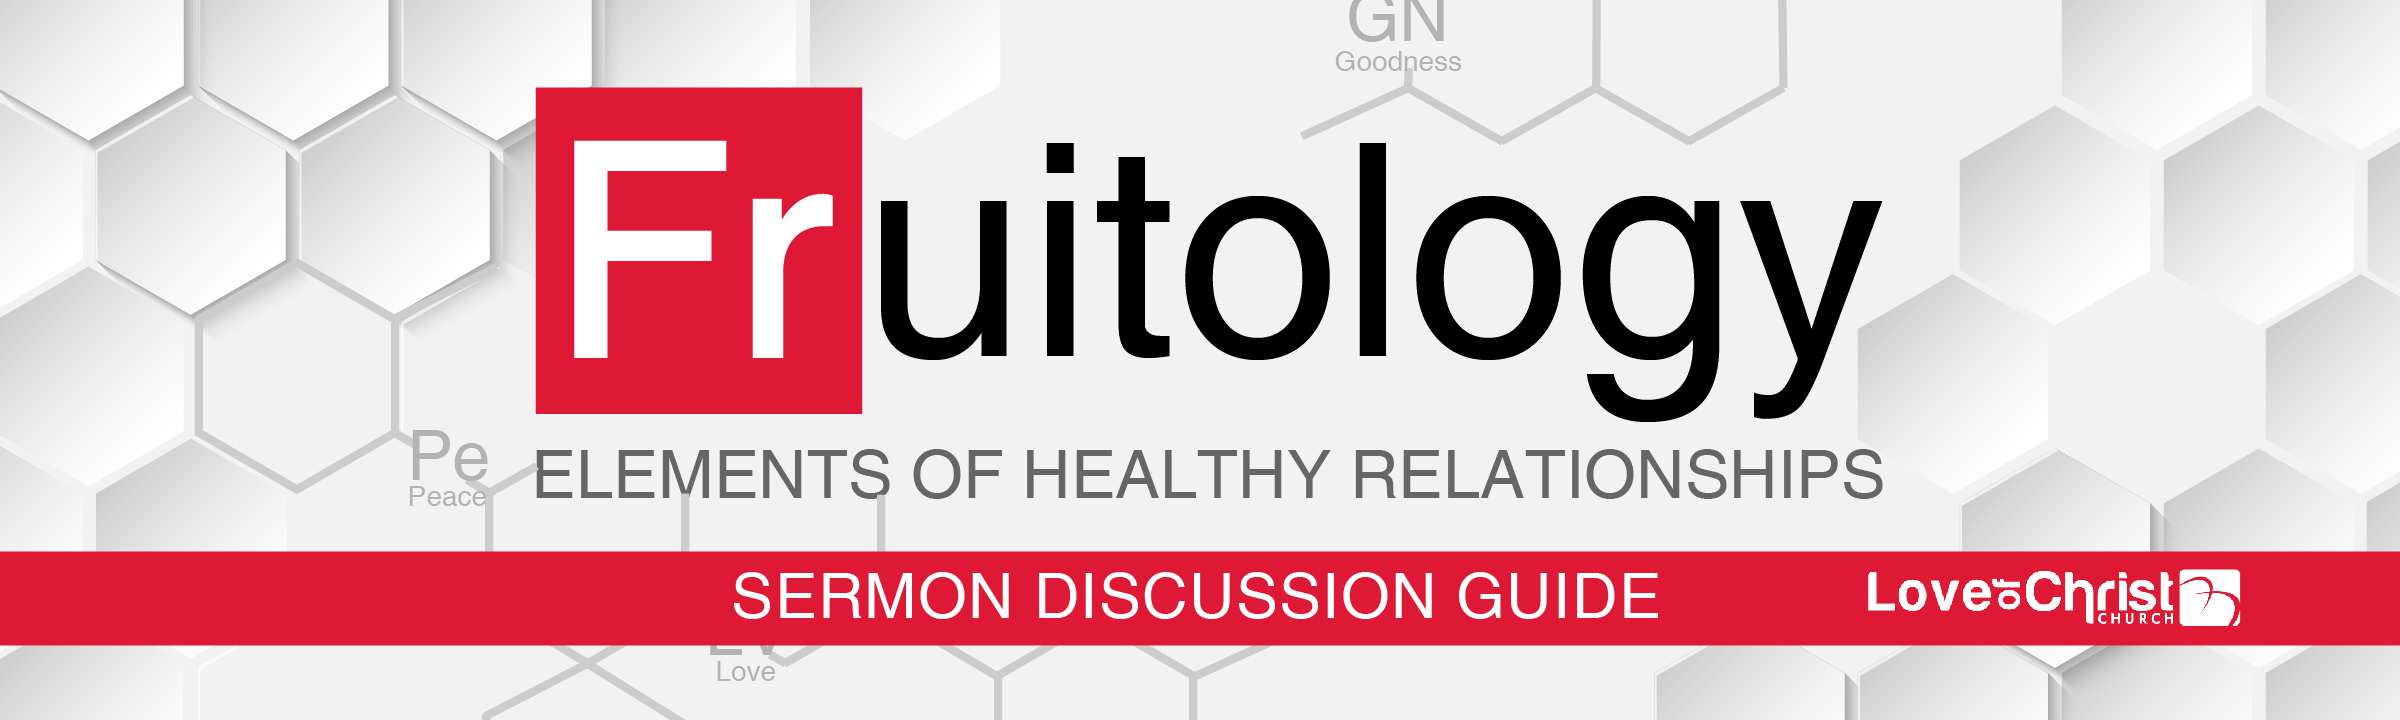 GN
Goodness
Fruitology
Pe
Peace
ELEMENTS OF HEALTHY RELATIONSHIPS
SERMON DISCUSSION GUIDE
Love of Christ
CHURCH
Love